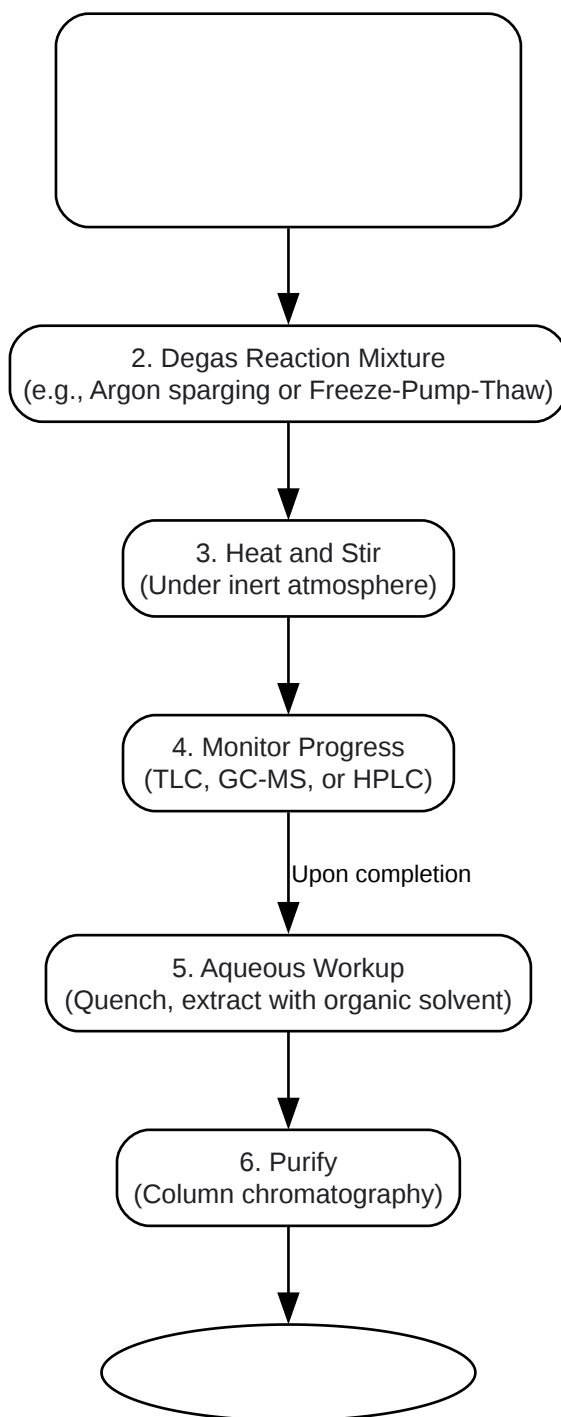 2. Degas Reaction Mixture
(e.g., Argon sparging or Freeze-Pump-Thaw)
3. Heat and Stir
(Under inert atmosphere)
4. Monitor Progress
(TLC, GC-MS, or HPLC)
Upon completion
5. Aqueous Workup
(Quench, extract with organic solvent)
6. Purify
(Column chromatography)